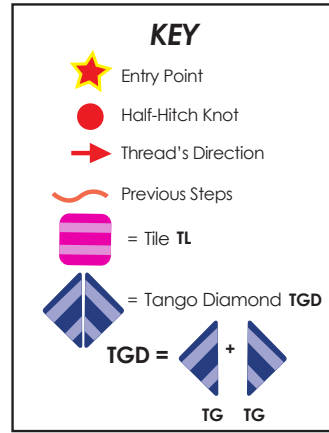 KEY
Entry Point
Half-Hitch Knot
Thread's Direction
Previous Steps
= Tile TL
= Tango Diamond TGD
TGD = +
TG TG